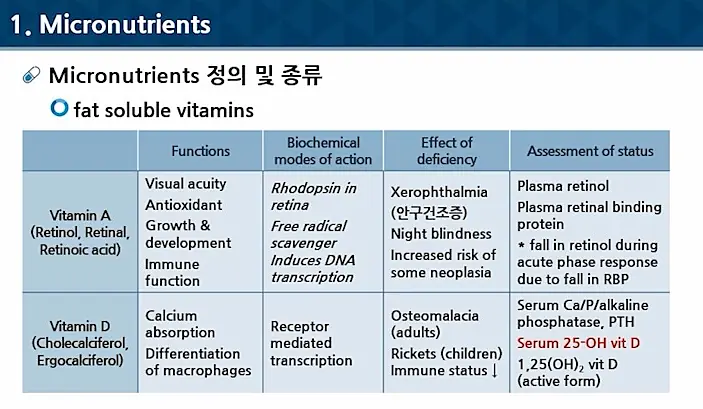 1. Micronutrients
Micronutrients 정의 및 종류
fat soluble vitamins
Functions
Biochemical
modes of action
Effect of
deficiency
Assessment of status
Vitamin A
(Retinol, Retinal,
Retinoic acid)
Visual acuity
Antioxidant
Growth &
development
Immune
function
Rhodopsin in
retina
Free radical
scavenger
Induces DNA
transcription
Xerophthalmia
(안구건조증)
Night blindness
Increased risk of
some neoplasia
Plasma retinol
Plasma retinal binding
protein
* fall in retinol during
acute phase response
due to fall in RBP
Vitamin D
(Cholecalciferol,
Ergocalciferol)
Calcium
absorption
Differentiation
of macrophages
Receptor
mediated
transcription
Osteomalacia
(adults)
Rickets (children)
Immune status↓
Serum Ca/P/alkaline
phosphatase, PTH
Serum 25-OH vit D
1,25(OH)₂ vit D
(active form)